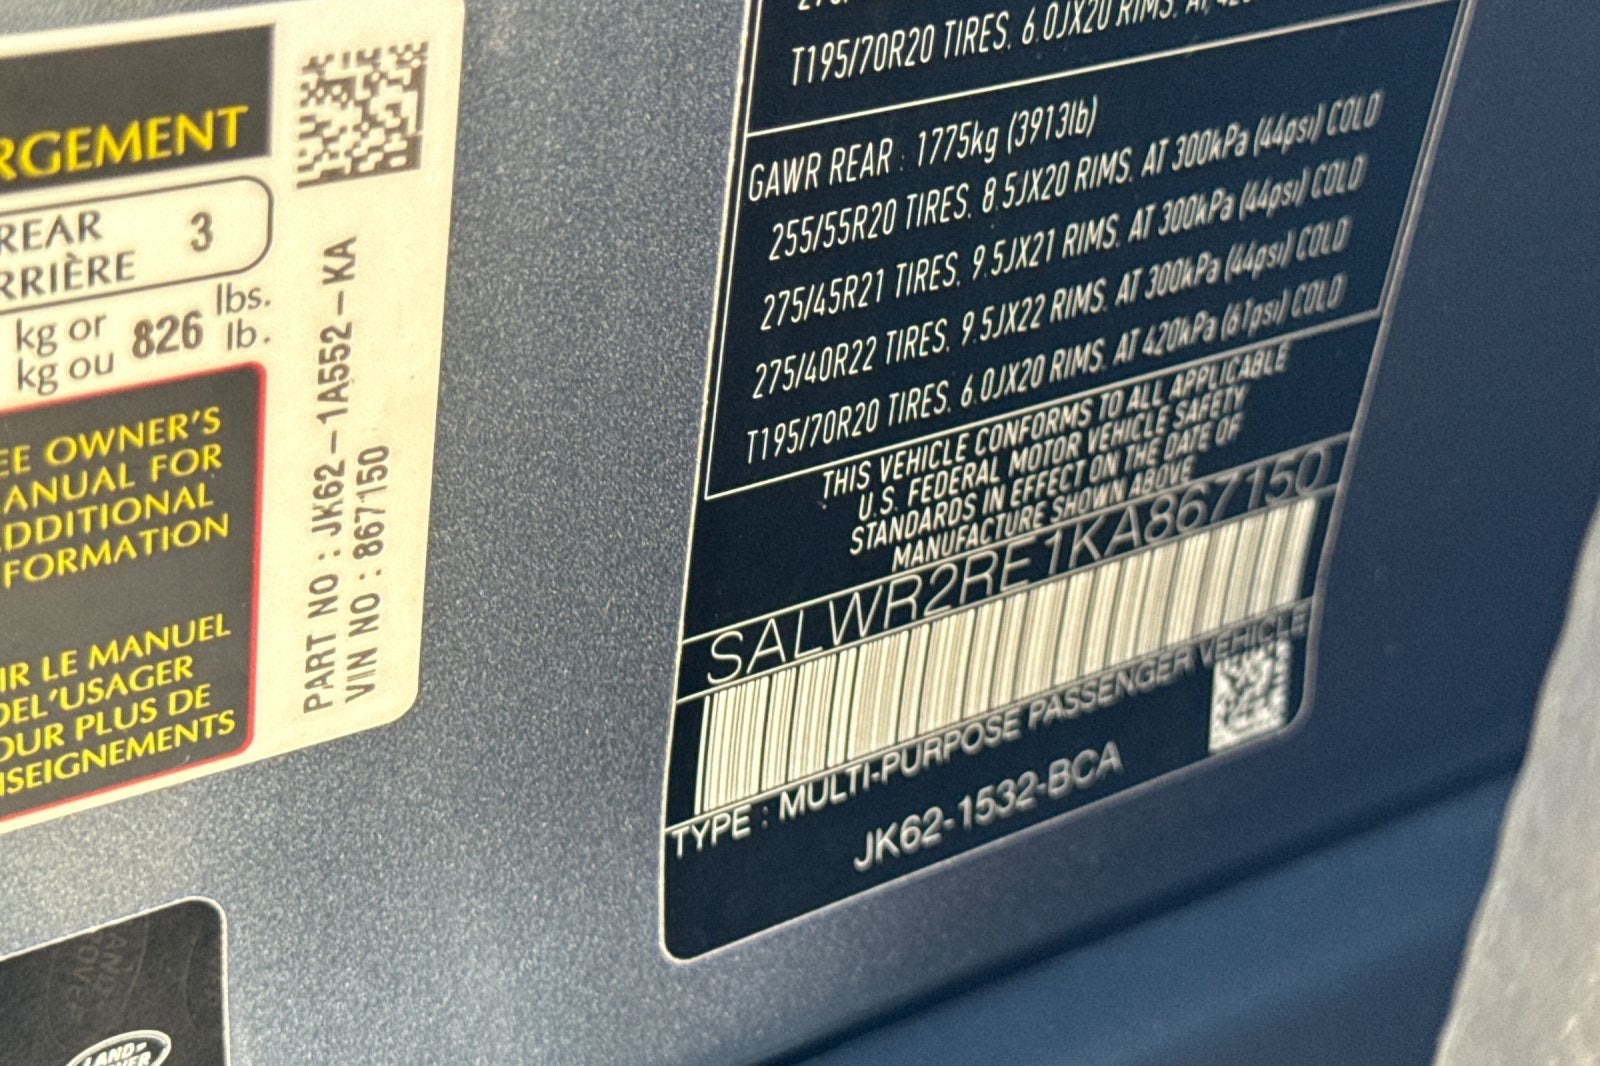 RGEMENT
REAR
RRIÈRE 3
kg or
kg ou 826 lbs.
lb.
EE OWNER'S
ANUAL FOR
DDITIONAL
FORMATION
IR LE MANUEL
DEL'USAGER
OUR PLUS DE
NSEIGNEMENTS
PART NO : JK62-1A552-KA
VIN NO : 867150
LAND-
T195/70R20 TIRES, 6.0JX20 RIMS, AT
GAWR REAR : 1775kg (3913lb)
255/55R20 TIRES, 8.5JX20 RIMS, AT 300kPa (44psi) COLD
275/45R21 TIRES, 9.5JX21 RIMS, AT 300kPa (44psi) COLD
275/40R22 TIRES, 9.5JX22 RIMS, AT 300kPa (44psi) COLD
T195/70R20 TIRES, 6.0JX20 RIMS, AT 420kPa (61psi) COLD
THIS VEHICLE CONFORMS TO ALL APPLICABLE
U.S. FEDERAL MOTOR VEHICLE SAFETY
STANDARDS IN EFFECT ON THE DATE OF
MANUFACTURE SHOWN ABOVE
SALWR2RE1KA867150
TYPE : MULTI-PURPOSE PASSENGER VEHICLE
JK62-1532-BCA